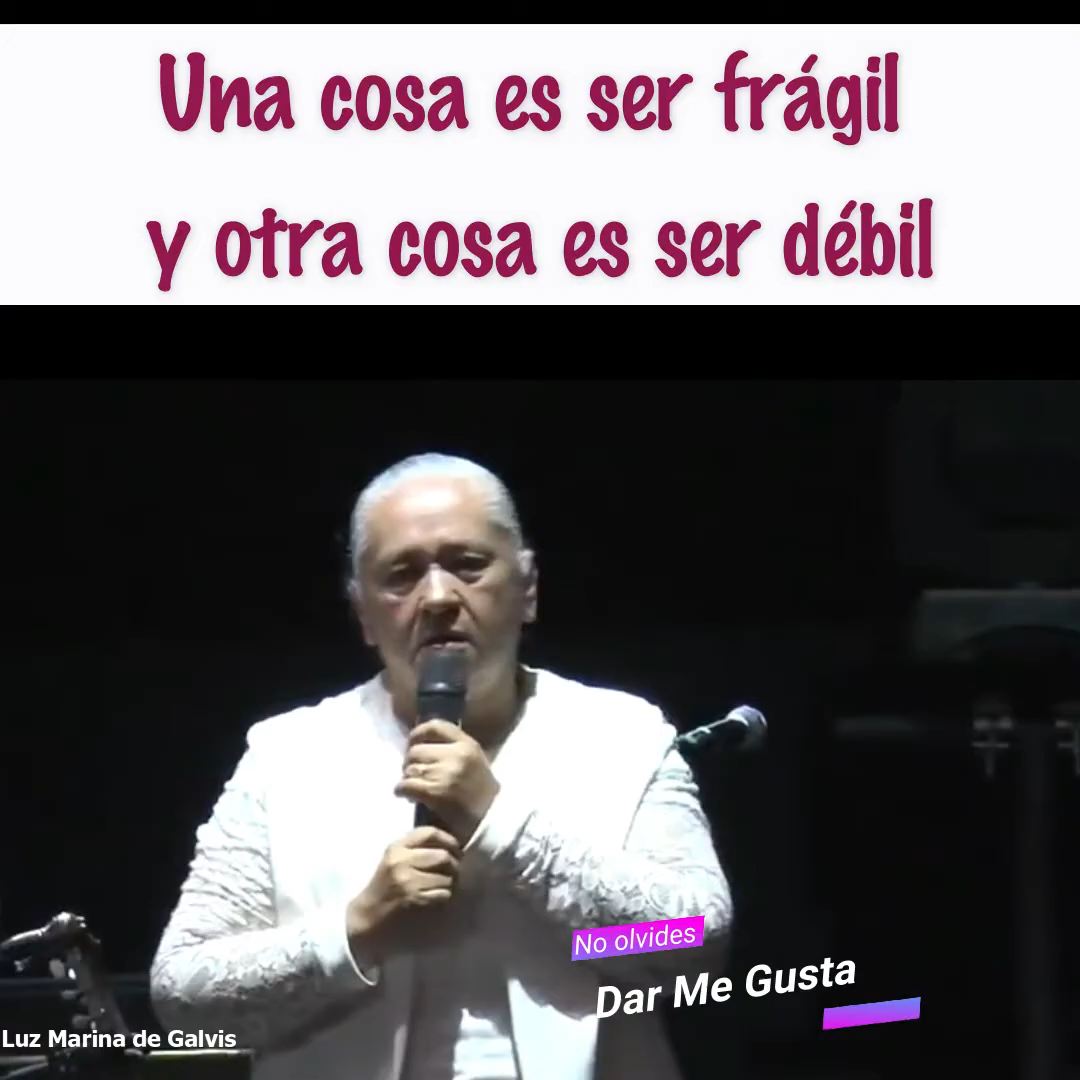 Una cosa es ser frágil
y otra cosa es ser débil
No olvides
Dar Me Gusta
Luz Marina de Galvis